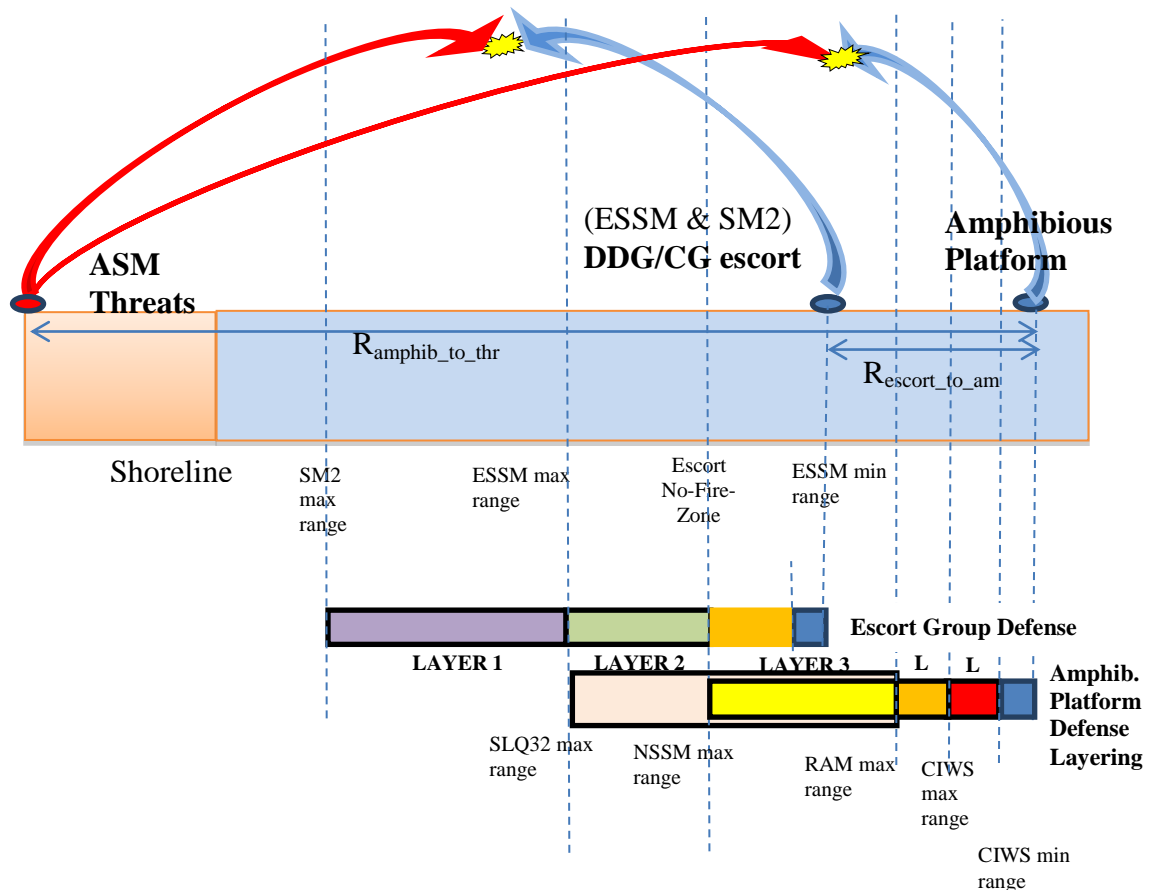 (ESSM & SM2)
DDG/CG escort
Amphibious
Platform
ASM
Threats
R_amphib_to_thr
R_escort_to_am
Shoreline
SM2
max
range
ESSM max
range
Escort
No-Fire-
Zone
ESSM min
range
Escort Group Defense
LAYER 1
LAYER 2
LAYER 3
L
L
Amphib.
Platform
Defense
Layering
SLQ32 max
range
NSSM max
range
RAM max
range
CIWS
max
range
CIWS min
range